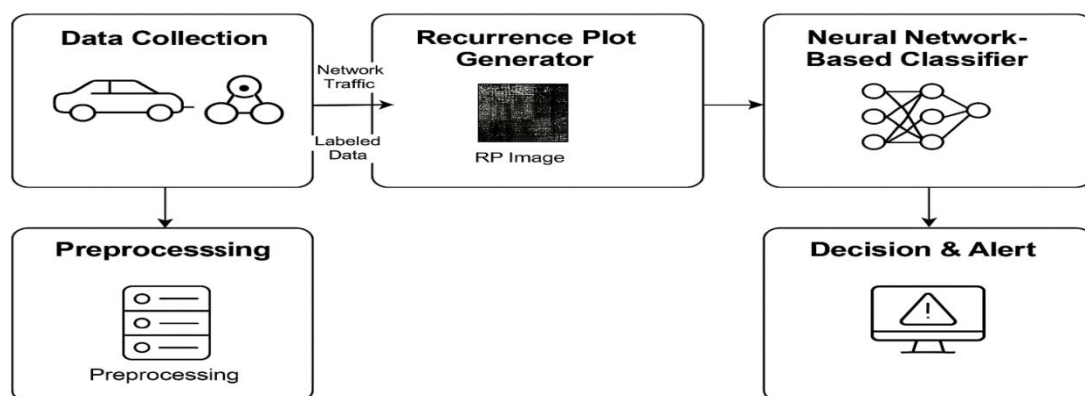 Data Collection
Network
Traffic
Labeled
Data
Recurrence Plot
Generator
RP Image
Neural Network-
Based Classifier
Preprocesssing
Preprocessing
Decision & Alert